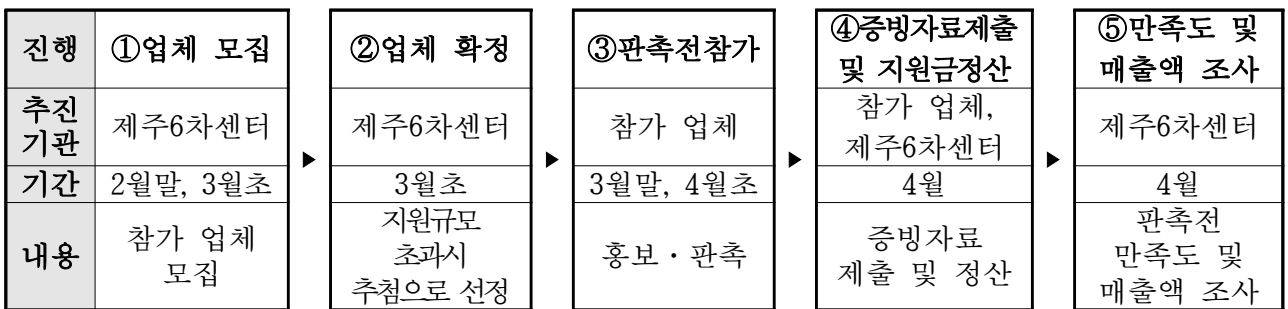 진행 ①업체 모집 ②업체 확정 ③판촉전참가 ④증빙자료제출 및 지원금정산 ⑤만족도 및 매출액 조사
추진 기관 제주6차센터 제주6차센터 참가 업체 참가 업체, 제주6차센터 제주6차센터
▶ ▶ ▶ ▶
기간 2월말, 3월초 3월초 3월말, 4월초 4월 4월
내용 참가 업체 모집 지원규모 초과시 추첨으로 선정 홍보・판촉 증빙자료 제출 및 정산 판촉전 만족도 및 매출액 조사